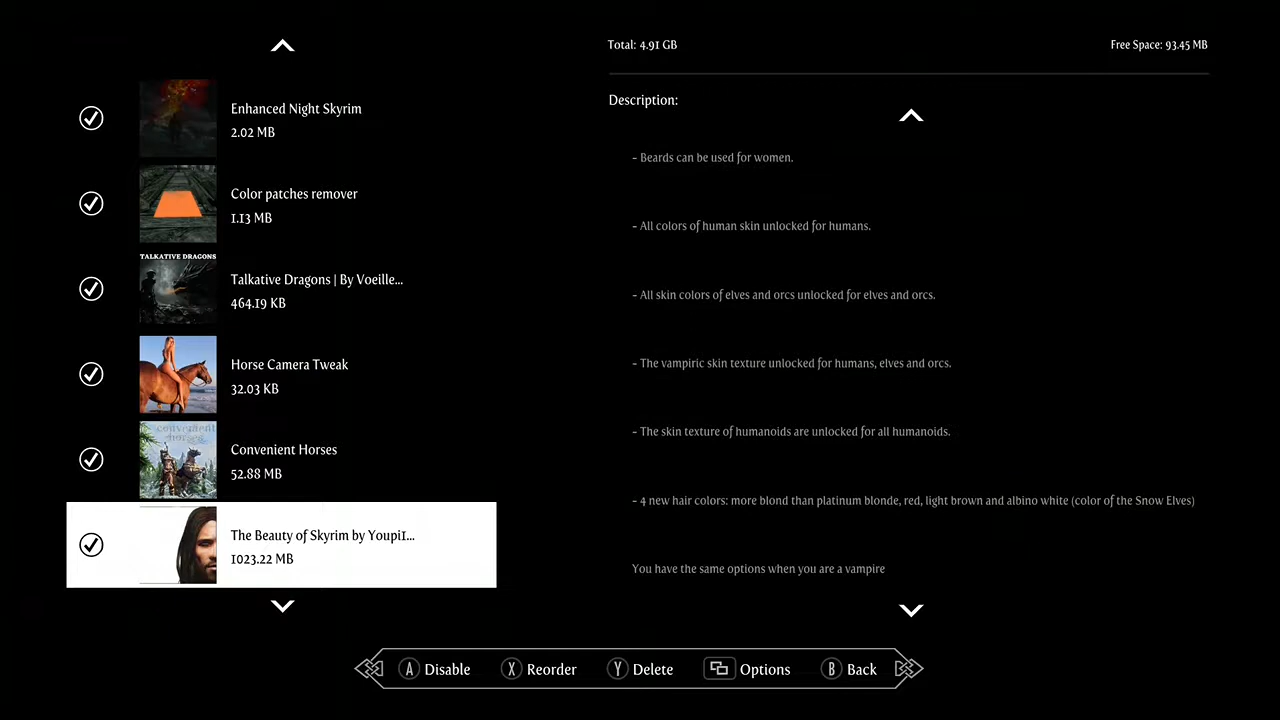 Total: 4.91 GB
Free Space: 93.45 MB
Enhanced Night Skyrim
2.02 MB
Color patches remover
1.13 MB
TALKATIVE DRAGONS
Talkative Dragons | By Voeille...
464.19 KB
Horse Camera Tweak
32.03 KB
convenient
horses
Convenient Horses
52.88 MB
The Beauty of Skyrim by Youpi1...
1023.22 MB
Description:
- Beards can be used for women.
- All colors of human skin unlocked for humans.
- All skin colors of elves and orcs unlocked for elves and orcs.
- The vampiric skin texture unlocked for humans, elves and orcs.
- The skin texture of humanoids are unlocked for all humanoids.
- 4 new hair colors: more blond than platinum blonde, red, light brown and albino white (color of the Snow Elves)
You have the same options when you are a vampire
A Disable X Reorder Y Delete Options B Back